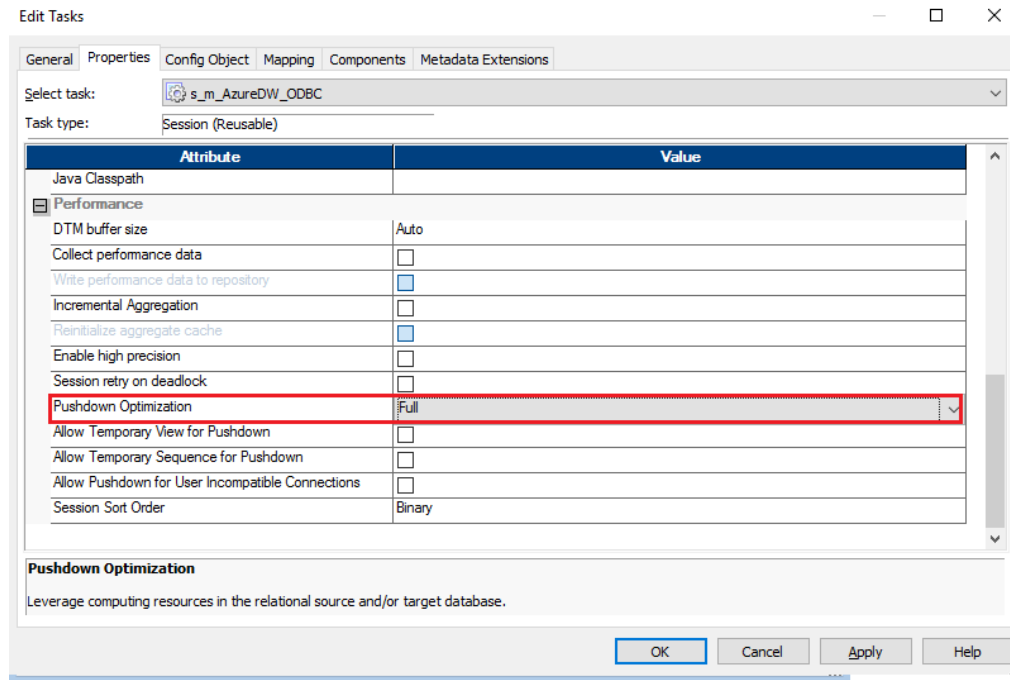 Edit Tasks
General Properties Config Object Mapping Components Metadata Extensions
Select task: s_m_AzureDW_ODBC
Task type: Session (Reusable)
Attribute Value
Java Classpath
Performance
DTM buffer size Auto
Collect performance data
Write performance data to repository
Incremental Aggregation
Reinitialize aggregate cache
Enable high precision
Session retry on deadlock
Pushdown Optimization Full
Allow Temporary View for Pushdown
Allow Temporary Sequence for Pushdown
Allow Pushdown for User Incompatible Connections
Session Sort Order Binary
Pushdown Optimization
Leverage computing resources in the relational source and/or target database.
OK Cancel Apply Help